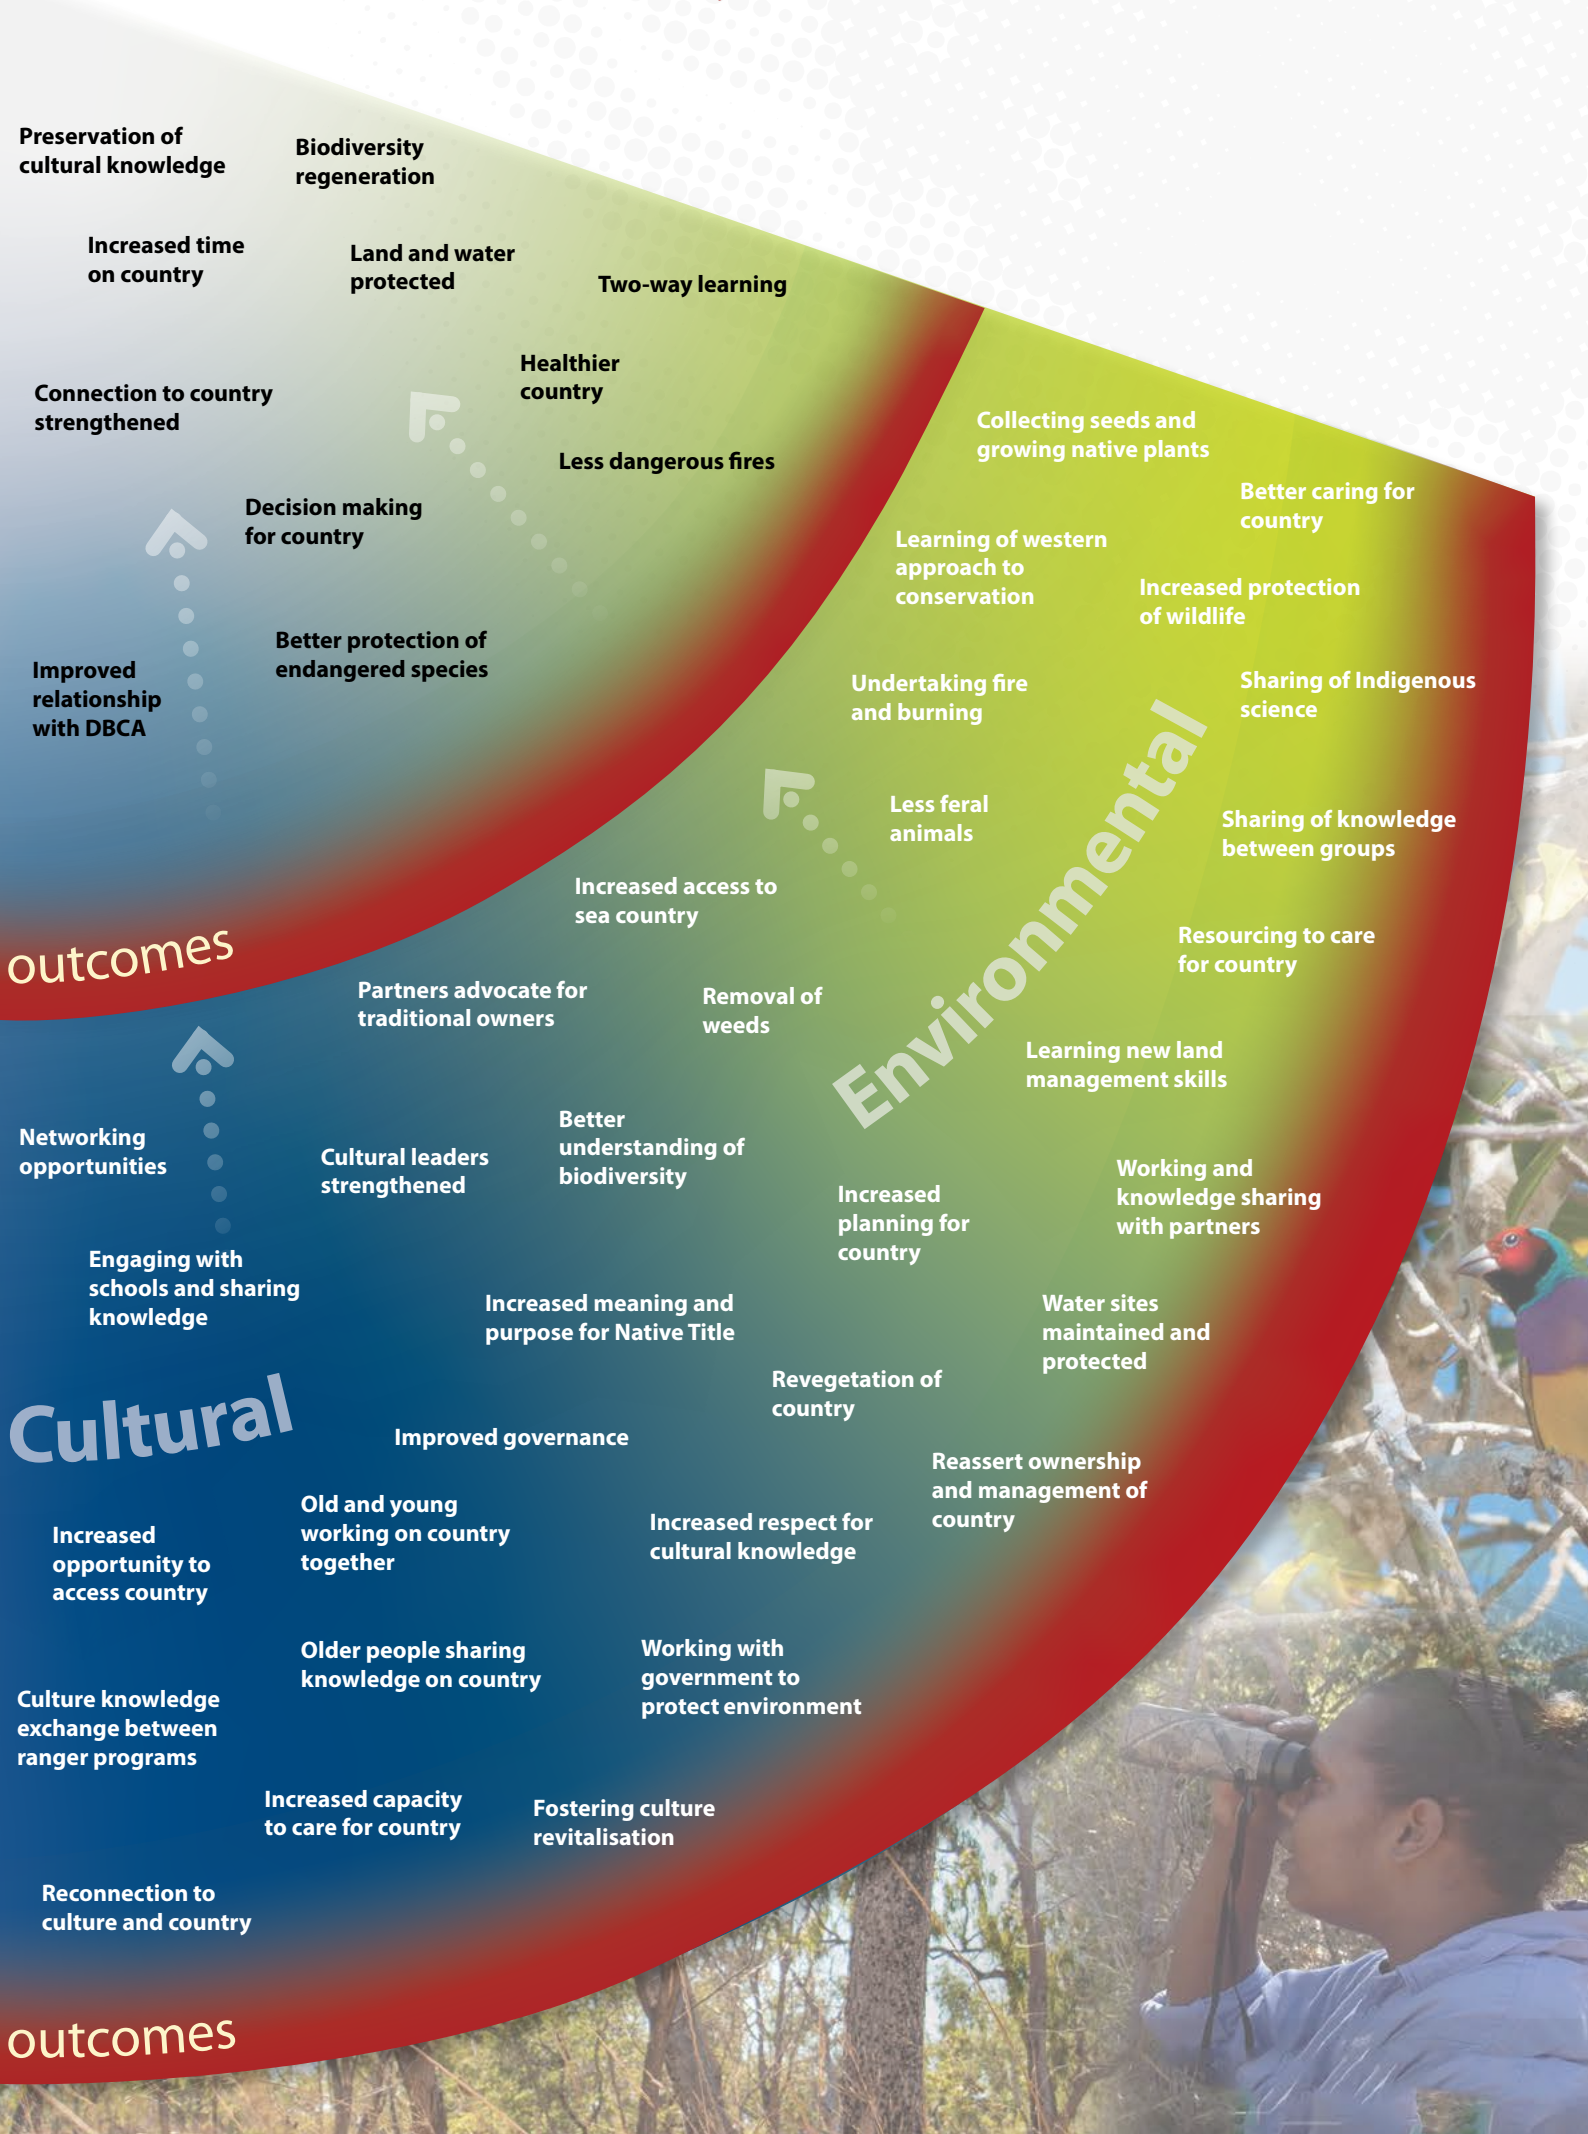 Preservation of
cultural knowledge
Biodiversity
regeneration
Increased time
on country
Land and water
protected
Two-way learning
Healthier
country
Connection to country
strengthened
Less dangerous fires
Decision making
for country
Better protection of
endangered species
Improved
relationship
with DBCA
outcomes
Collecting seeds and
growing native plants
Better caring for
country
Learning of western
approach to
conservation
Increased protection
of wildlife
Undertaking fire
and burning
Sharing of Indigenous
science
Less feral
animals
Sharing of knowledge
between groups
Environmental
Increased access to
sea country
Resourcing to care
for country
Partners advocate for
traditional owners
Removal of
weeds
Learning new land
management skills
Networking
opportunities
Cultural leaders
strengthened
Better
understanding of
biodiversity
Increased
planning for
country
Working and
knowledge sharing
with partners
Engaging with
schools and sharing
knowledge
Increased meaning and
purpose for Native Title
Water sites
maintained and
protected
Cultural
Revegetation of
country
Improved governance
Reassert ownership
and management of
country
Increased
opportunity to
access country
Old and young
working on country
together
Increased respect for
cultural knowledge
Older people sharing
knowledge on country
Working with
government to
protect environment
Culture knowledge
exchange between
ranger programs
Increased capacity
to care for country
Fostering culture
revitalisation
Reconnection to
culture and country
outcomes